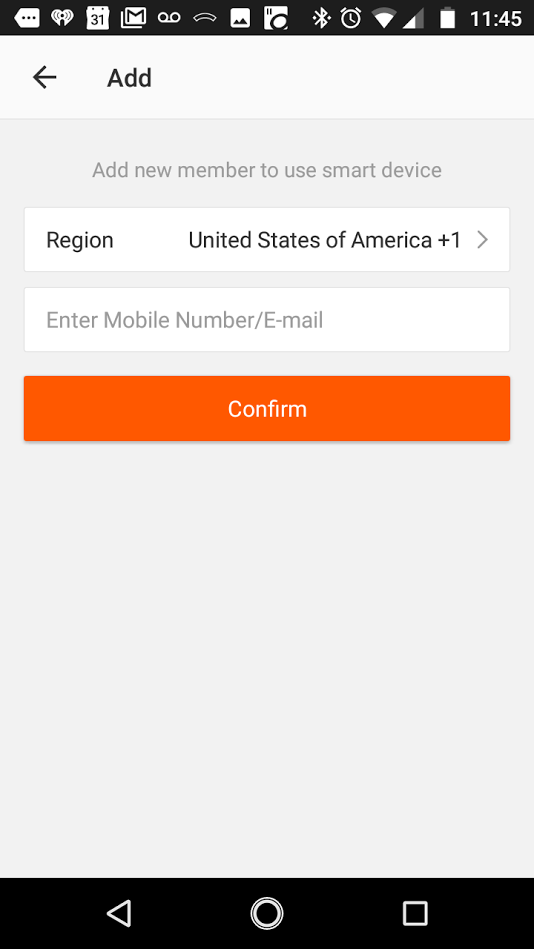 31 11:45
Add
Add new member to use smart device
Region United States of America +1
Enter Mobile Number/E-mail
Confirm